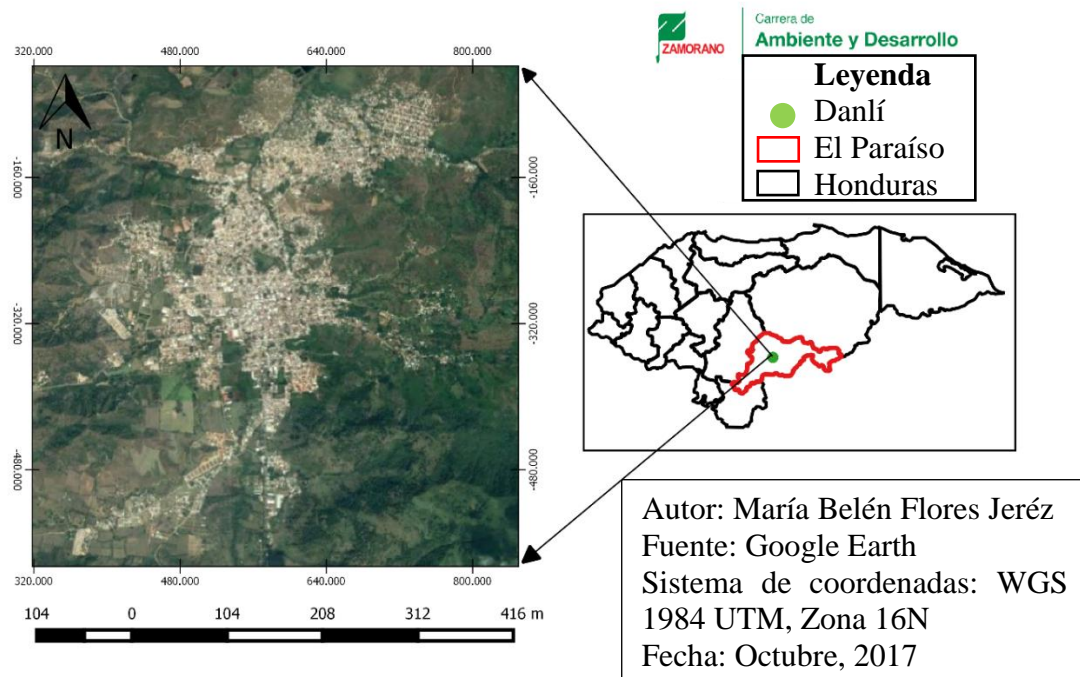 320.000 480.000 640.000 800.000
N
-160.000 -160.000
-320.000 -320.000
-480.000 -480.000
320.000 480.000 640.000 800.000
104 0 104 208 312 416 m
ZAMORANO
Carrera de
Ambiente y Desarrollo
Leyenda
Danlí
El Paraíso
Honduras
Autor: María Belén Flores Jeréz
Fuente: Google Earth
Sistema de coordenadas: WGS
1984 UTM, Zona 16N
Fecha: Octubre, 2017